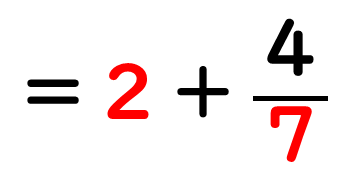 = 2 + 4/7